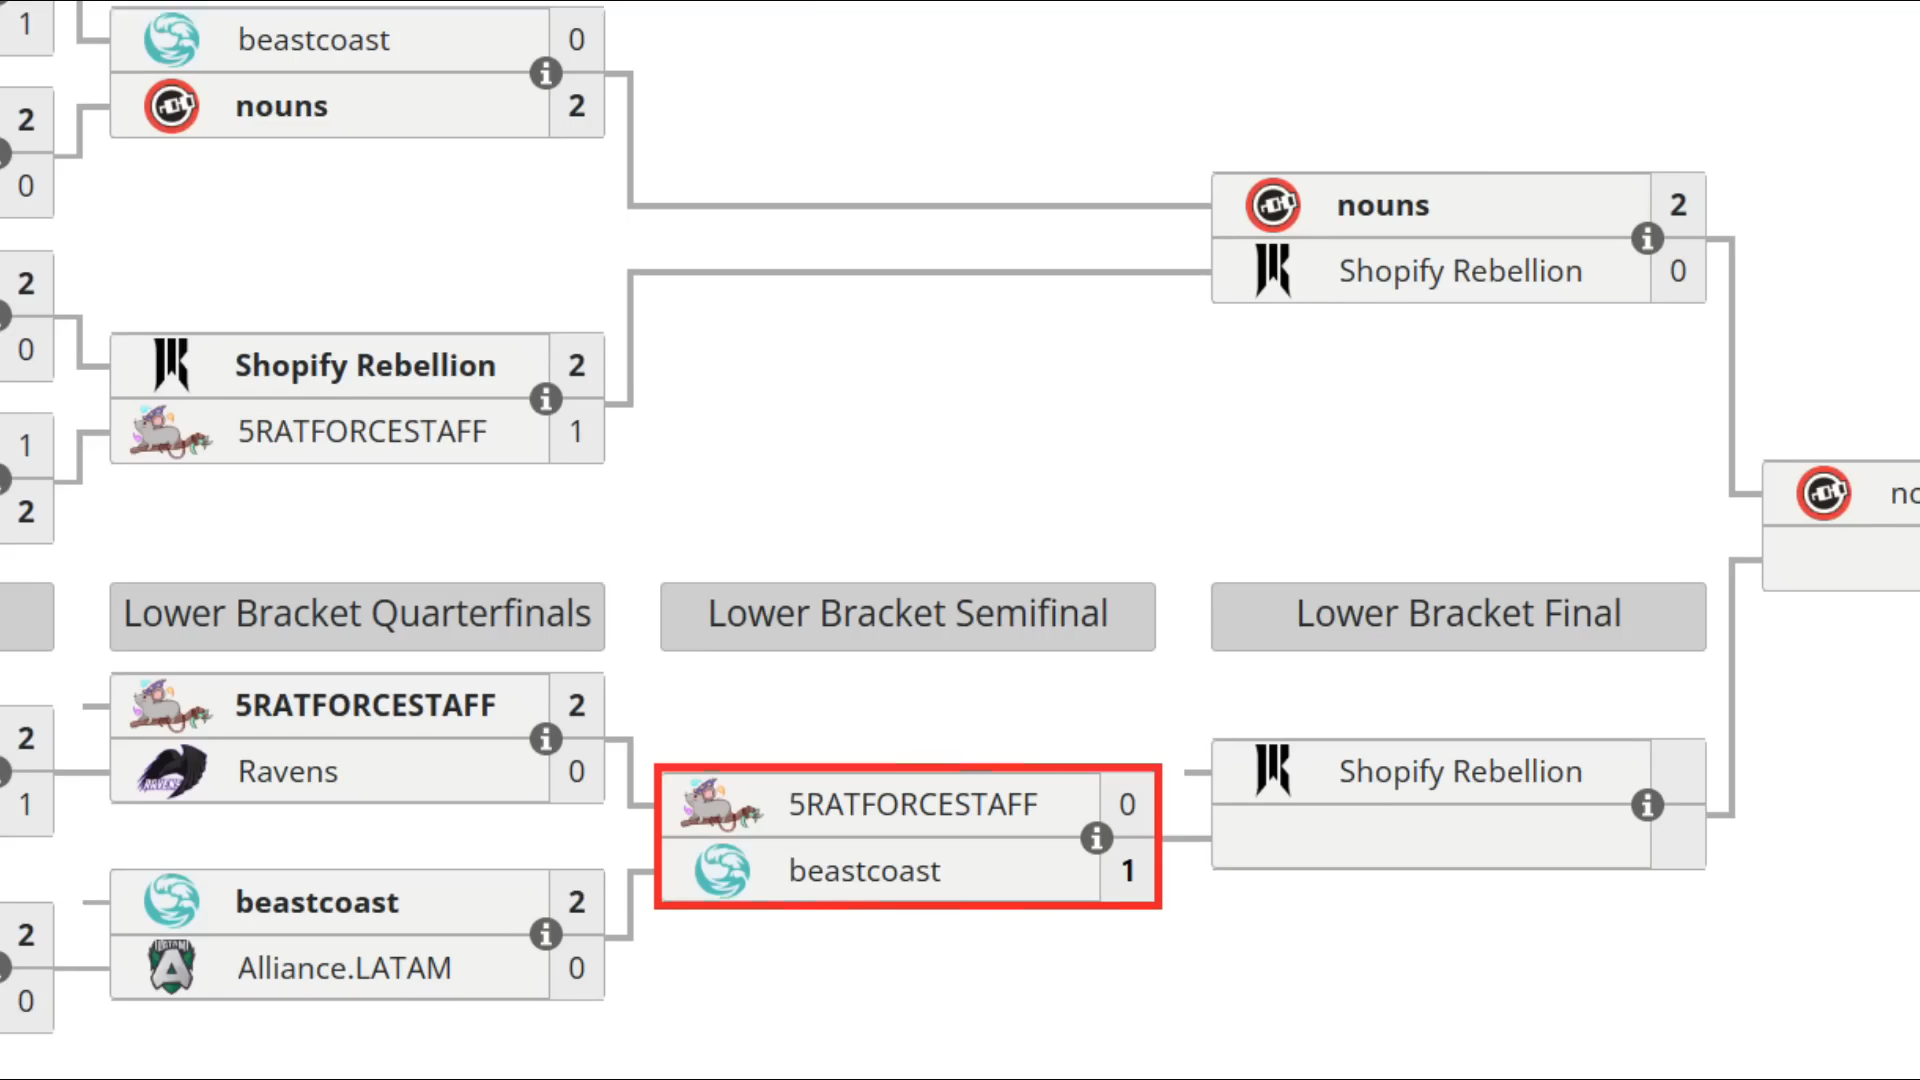 1
beastcoast 0
nouns 2
2
0
nouns 2
Shopify Rebellion 0
2
0
Shopify Rebellion 2
5RATFORCESTAFF 1
1
2
Lower Bracket Quarterfinals
Lower Bracket Semifinal
Lower Bracket Final
5RATFORCESTAFF 2
Ravens 0
2
1
5RATFORCESTAFF 0
beastcoast 1
Shopify Rebellion
beastcoast 2
Alliance.LATAM 0
2
0